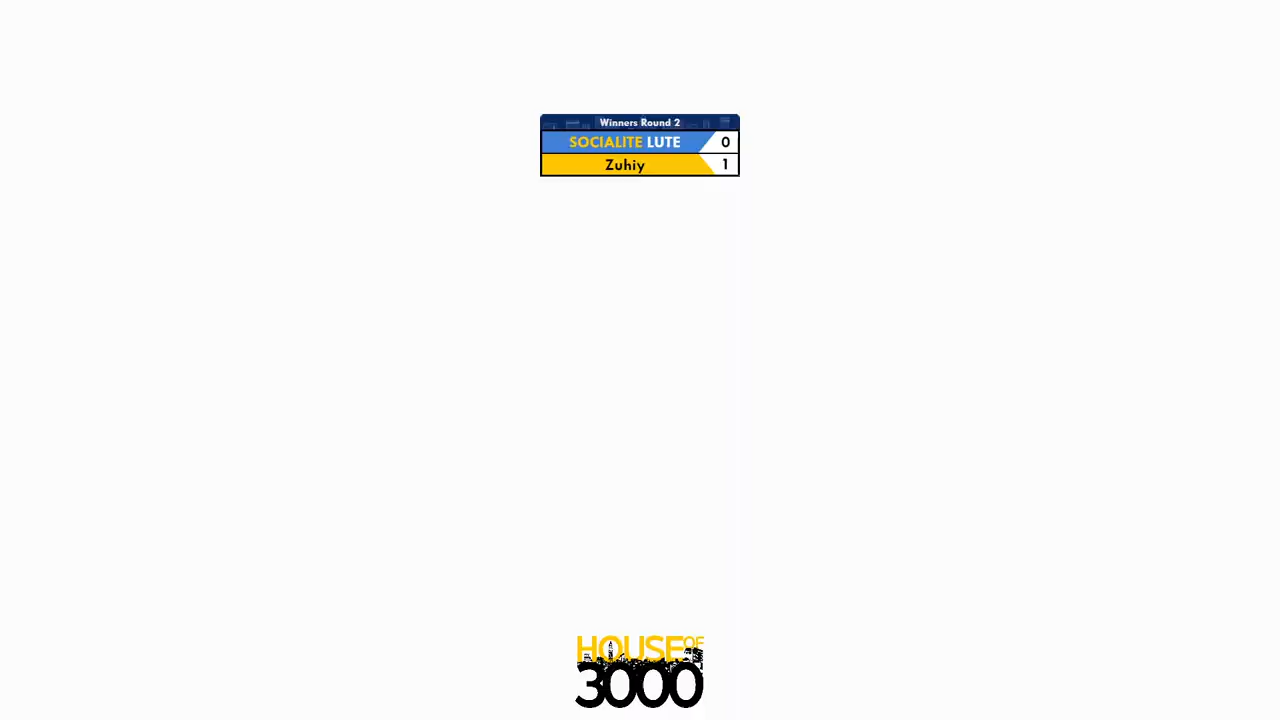 Winners Round 2
SOCIALITE LUTE 0
Zuhiy 1
HOUSE OF
3000